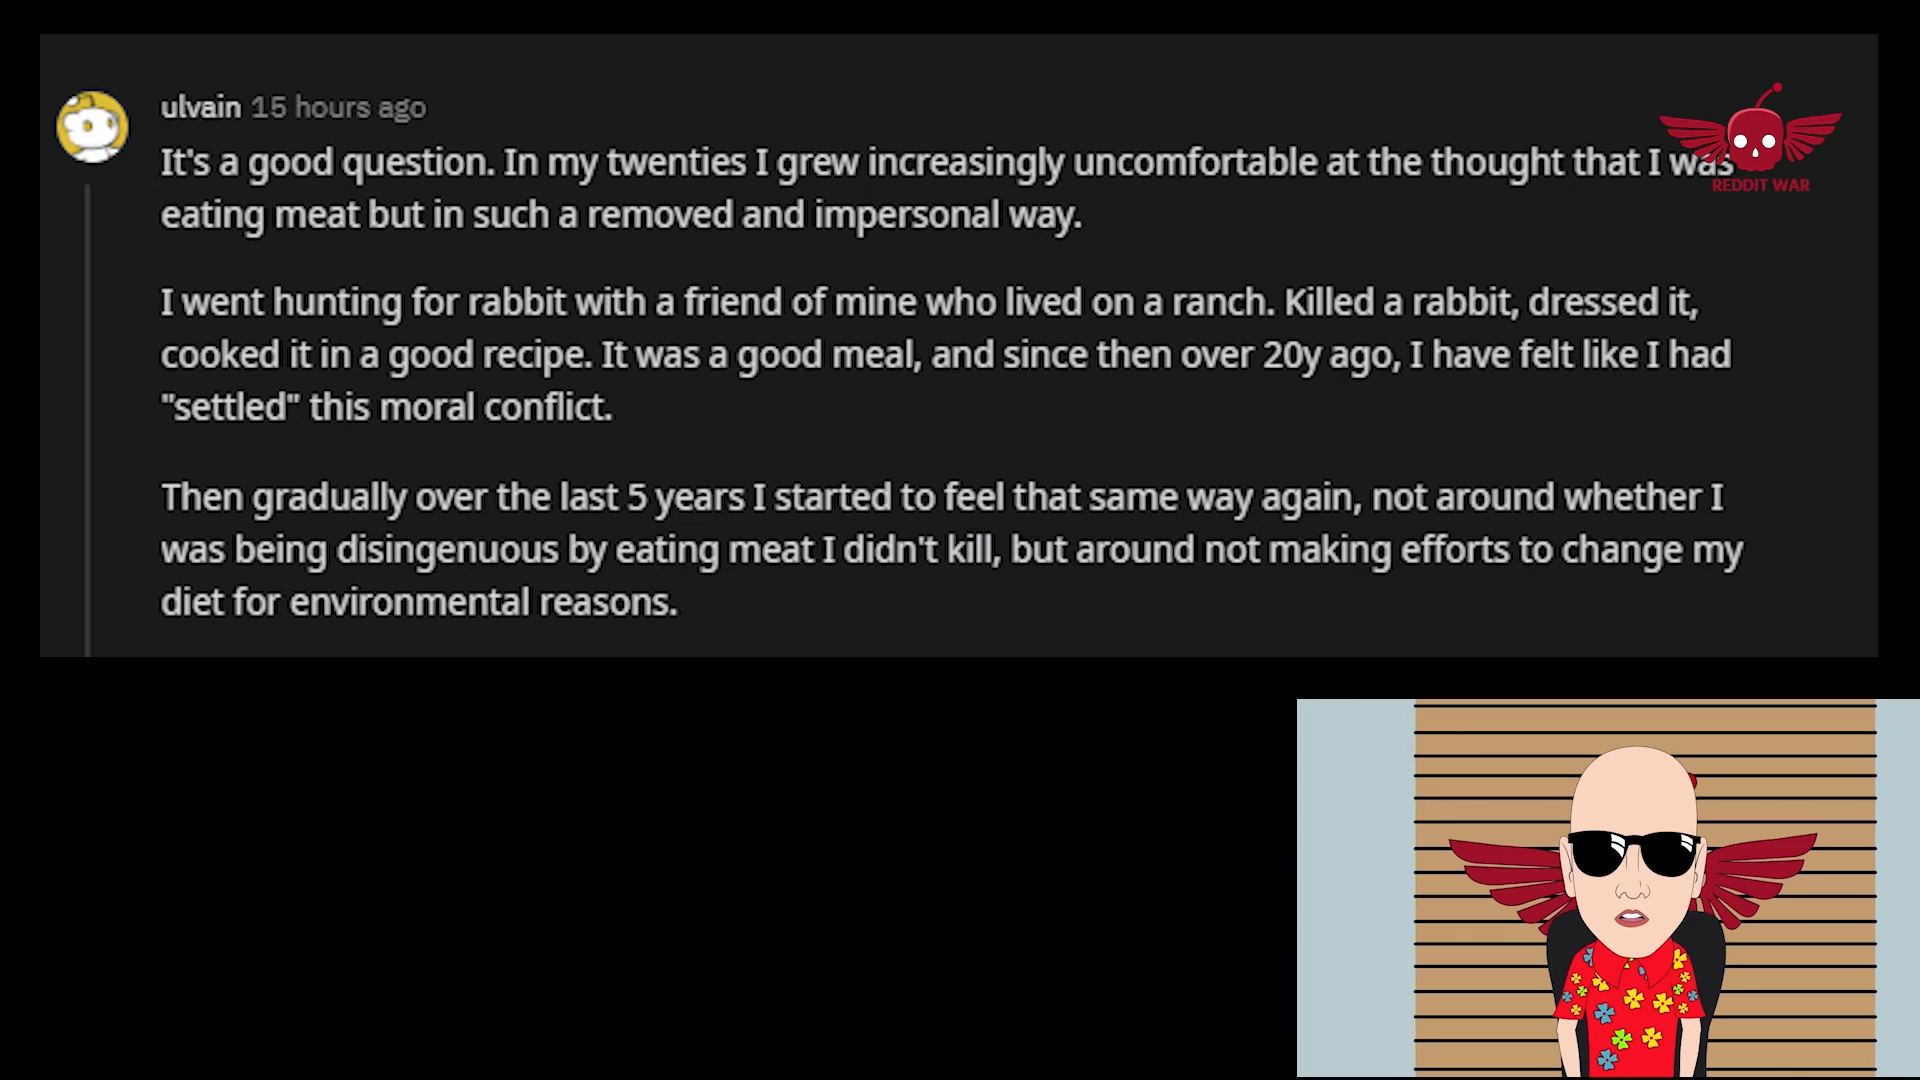 ulvain 15 hours ago
It's a good question. In my twenties I grew increasingly uncomfortable at the thought that I was
eating meat but in such a removed and impersonal way.
I went hunting for rabbit with a friend of mine who lived on a ranch. Killed a rabbit, dressed it,
cooked it in a good recipe. It was a good meal, and since then over 20y ago, I have felt like I had
"settled" this moral conflict.
Then gradually over the last 5 years I started to feel that same way again, not around whether I
was being disingenuous by eating meat I didn't kill, but around not making efforts to change my
diet for environmental reasons.
REDDIT WAR